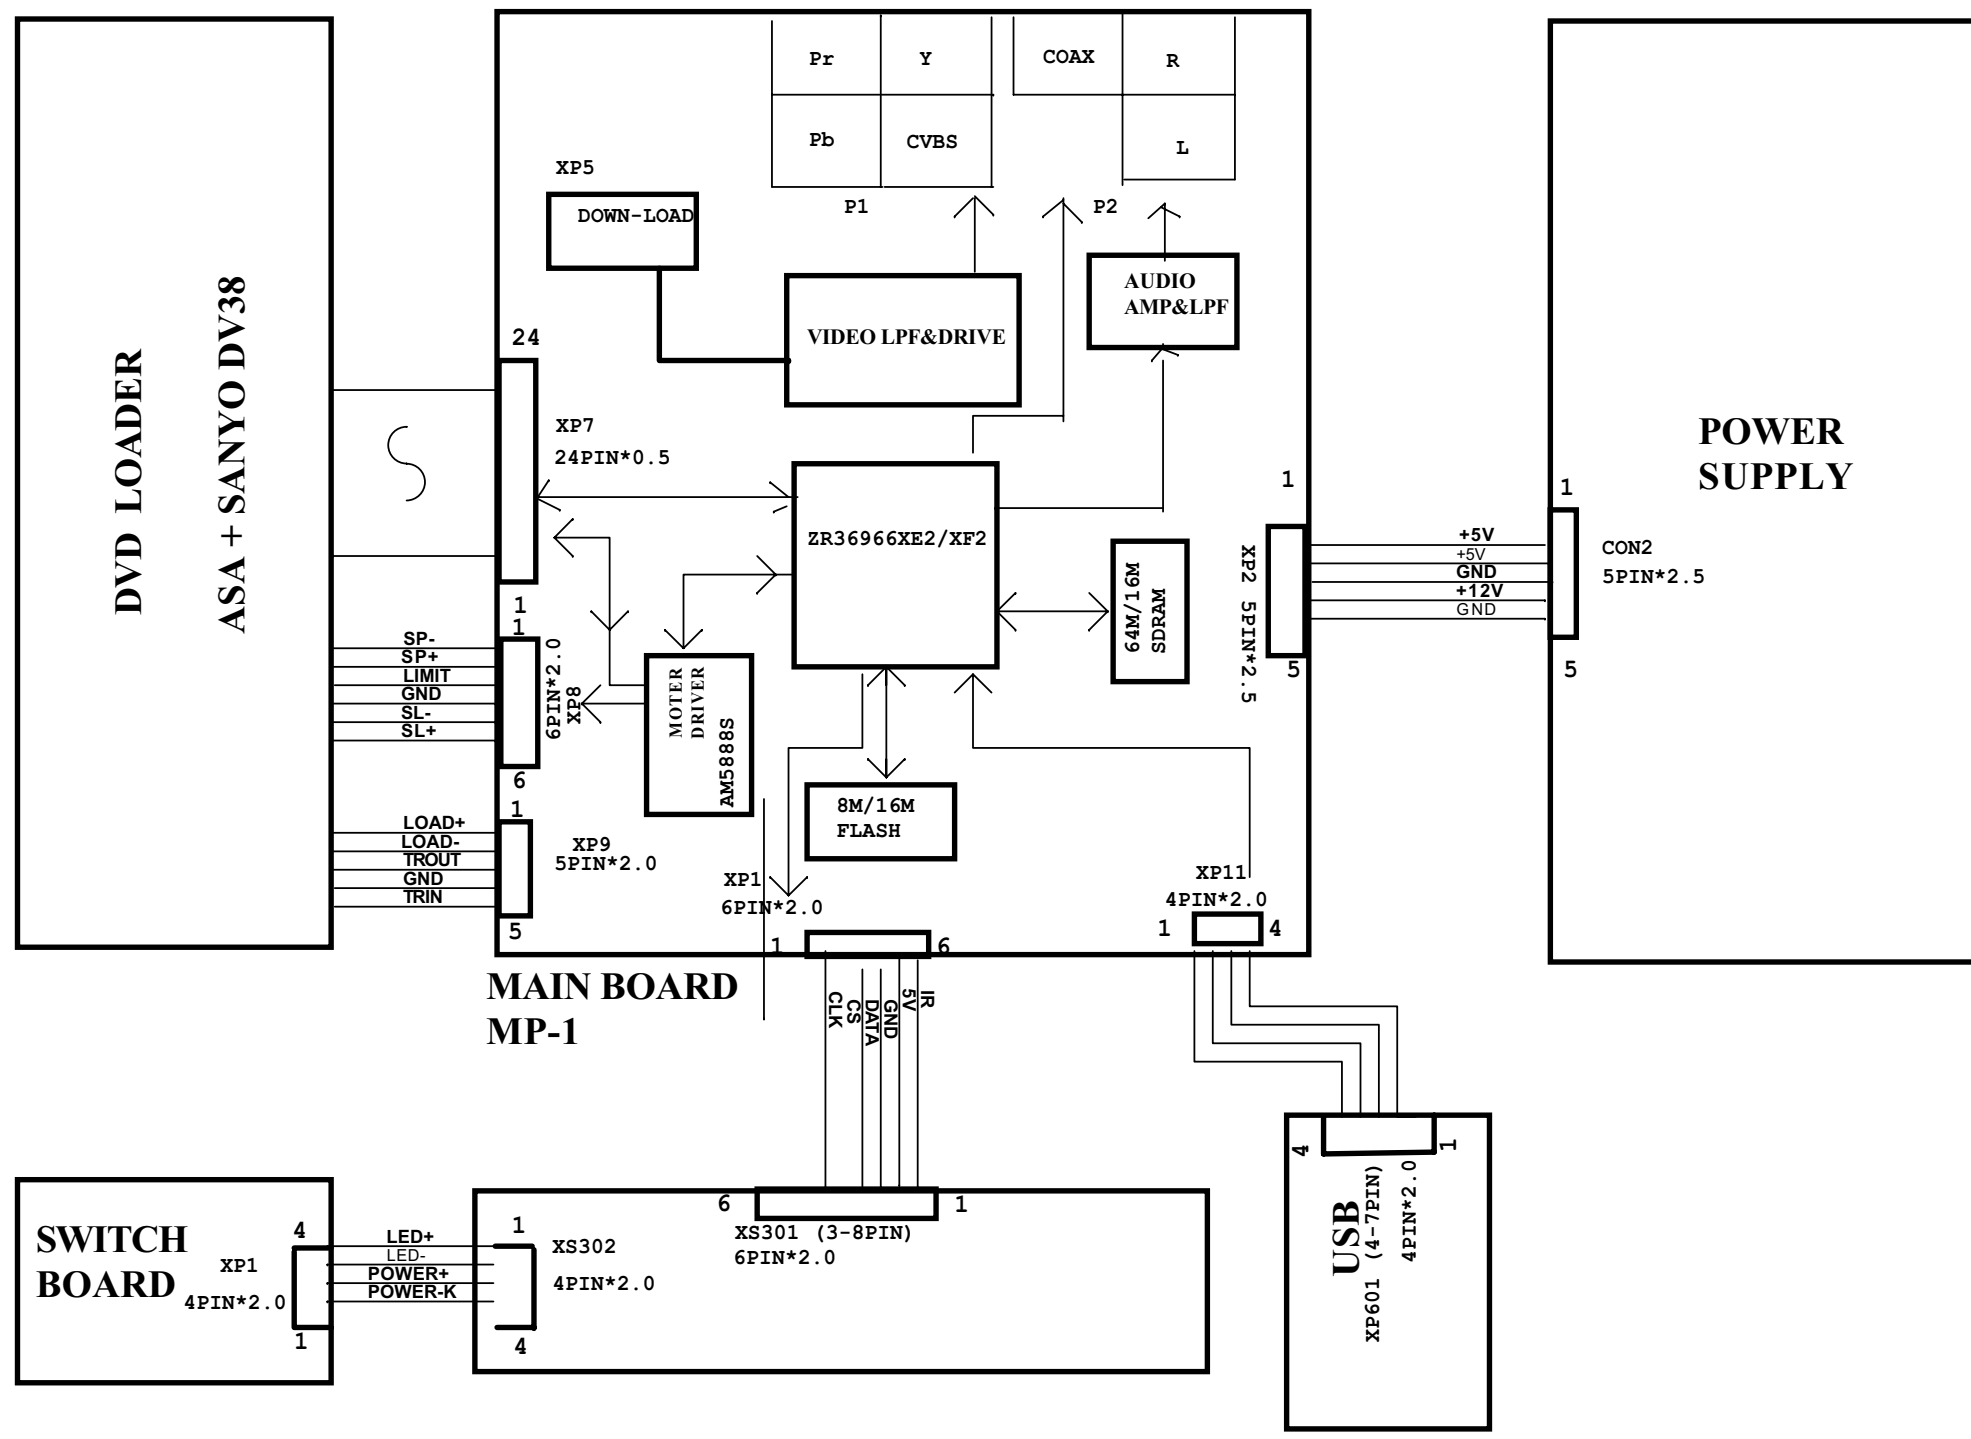 DVD LOADER
ASA + SANYO DV38
Pr
Y
Pb
CVBS
P1
COAX
R
L
P2
XP5
DOWN-LOAD
VIDEO LPF&DRIVE
AUDIO
AMP&LPF
24
XP7
24PIN*0.5
1
ZR36966XE2/XF2
64M/16M
SDRAM
1
XP2 5PIN*2.5
5
+5V
+5V
GND
+12V
GND
1
CON2
5PIN*2.5
5
POWER
SUPPLY
SP-
SP+
LIMIT
GND
SL-
SL+
1
6PIN*2.0
XP8
6
MOTER
DRIVER
AM5888S
8M/16M
FLASH
LOAD+
LOAD-
TROUT
GND
TRIN
1
XP9
5PIN*2.0
5
XP1
6PIN*2.0
1
6
XP11
4PIN*2.0
1
4
MAIN BOARD
MP-1
IR
5V
GND
DATA
CS
CLK
4
1
USB
XP601 (4-7PIN)
4PIN*2.0
SWITCH
BOARD
4
XP1
4PIN*2.0
1
LED+
LED-
POWER+
POWER-K
1
XS302
4PIN*2.0
4
6
1
XS301 (3-8PIN)
6PIN*2.0